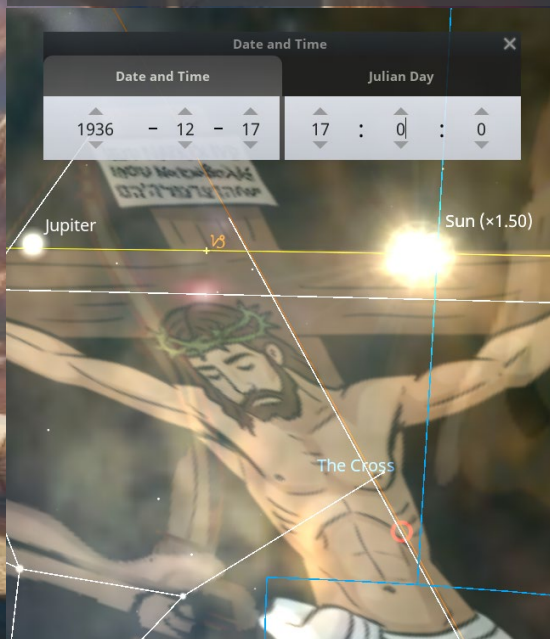 Date and Time
Date and Time Julian Day
1936 - 12 - 17 17 : 0 : 0
Jupiter
♑
Sun (×1.50)
The Cross